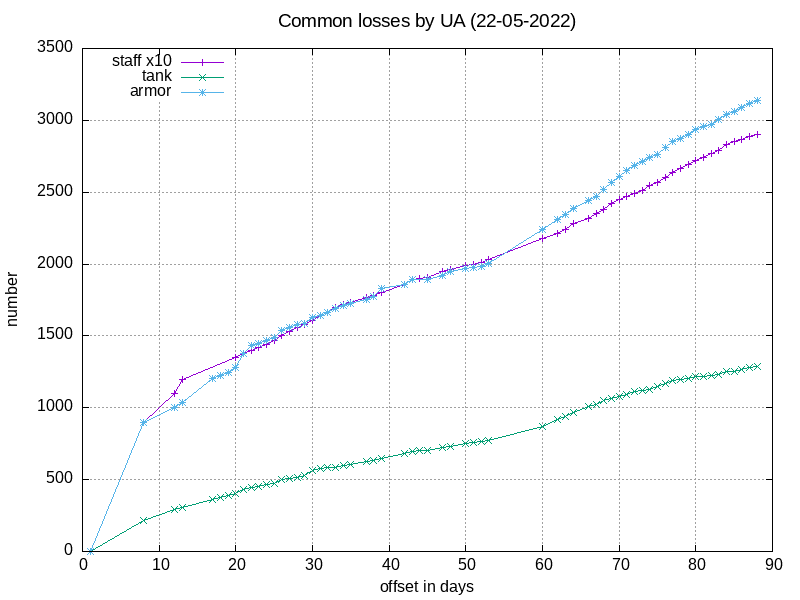 Common losses by UA (22-05-2022)
3500
3000
2500
2000
1500
1000
500
0
number
staff x10
tank
armor
0 10 20 30 40 50 60 70 80 90
offset in days